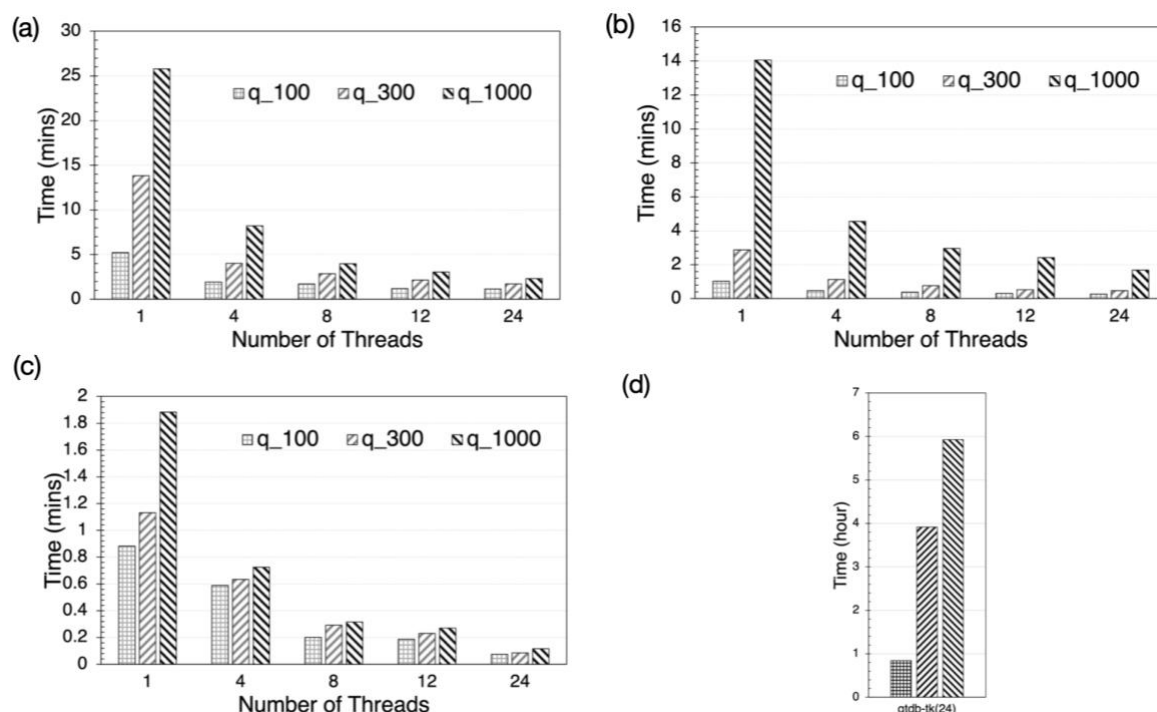 (a)
30
25
20
15
10
5
0
Time (mins)
q_100 q_300 q_1000
1 4 8 12 24
Number of Threads
(b)
16
14
12
10
8
6
4
2
0
Time (mins)
q_100 q_300 q_1000
1 4 8 12 24
Number of Threads
(c)
2
1.8
1.6
1.4
1.2
1
0.8
0.6
0.4
0.2
0
Time (mins)
q_100 q_300 q_1000
1 4 8 12 24
Number of Threads
(d)
7
6
5
4
3
2
1
0
Time (hour)
gtdb-tk(24)